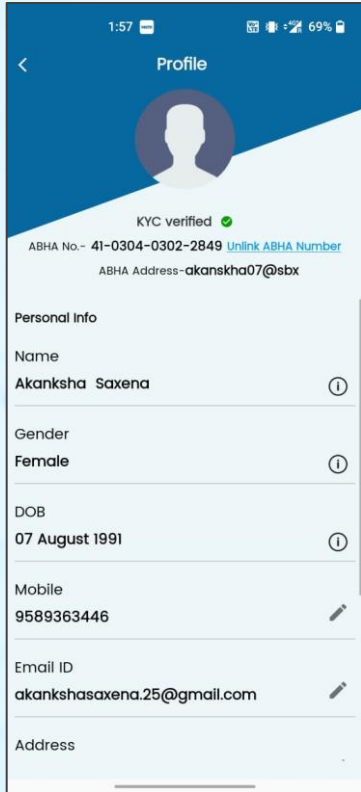 1:57
69%
Profile
KYC verified
ABHA No.- 41-0304-0302-2849 Unlink ABHA Number
ABHA Address-akanskha07@sbx
Personal Info
Name
Akanksha Saxena
Gender
Female
DOB
07 August 1991
Mobile
9589363446
Email ID
akankshasaxena.25@gmail.com
Address